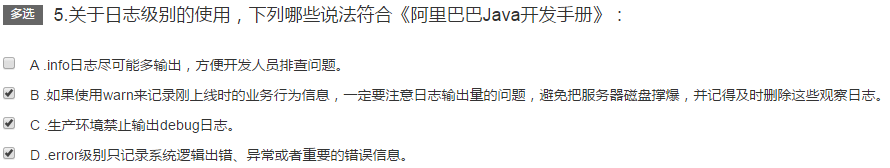 多选 5.关于日志级别的使用，下列哪些说法符合《阿里巴巴Java开发手册》：
A .info日志尽可能多输出，方便开发人员排查问题。
B .如果使用warn来记录刚上线时的业务行为信息，一定要注意日志输出量的问题，避免把服务器磁盘撑爆，并记得及时删除这些观察日志。
C .生产环境禁止输出debug日志。
D .error级别只记录系统逻辑出错、异常或者重要的错误信息。